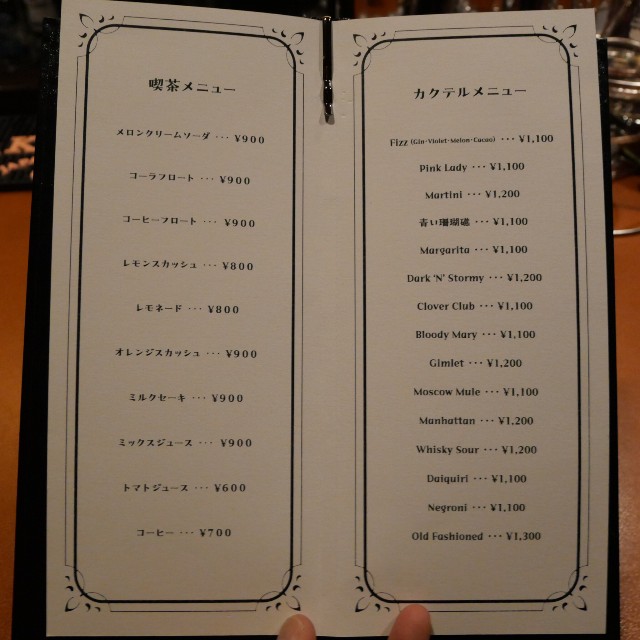 喫茶メニュー
メロンクリームソーダ ･･･ ¥900
コーラフロート ･･･ ¥900
コーヒーフロート ･･･ ¥900
レモンスカッシュ ･･･ ¥800
レモネード ･･･ ¥800
オレンジスカッシュ ･･･ ¥900
ミルクセーキ ･･･ ¥900
ミックスジュース ･･･ ¥900
トマトジュース ･･･ ¥600
コーヒー ･･･ ¥700
カクテルメニュー
Fizz (Gin･Violet･Melon･Cacao) ･･･ ¥1,100
Pink Lady ･･･ ¥1,100
Martini ･･･ ¥1,200
青い珊瑚礁 ･･･ ¥1,100
Margarita ･･･ ¥1,100
Dark 'N' Stormy ･･･ ¥1,200
Clover Club ･･･ ¥1,100
Bloody Mary ･･･ ¥1,100
Gimlet ･･･ ¥1,200
Moscow Mule ･･･ ¥1,100
Manhattan ･･･ ¥1,200
Whisky Sour ･･･ ¥1,200
Daiquiri ･･･ ¥1,100
Negroni ･･･ ¥1,100
Old Fashioned ･･･ ¥1,300